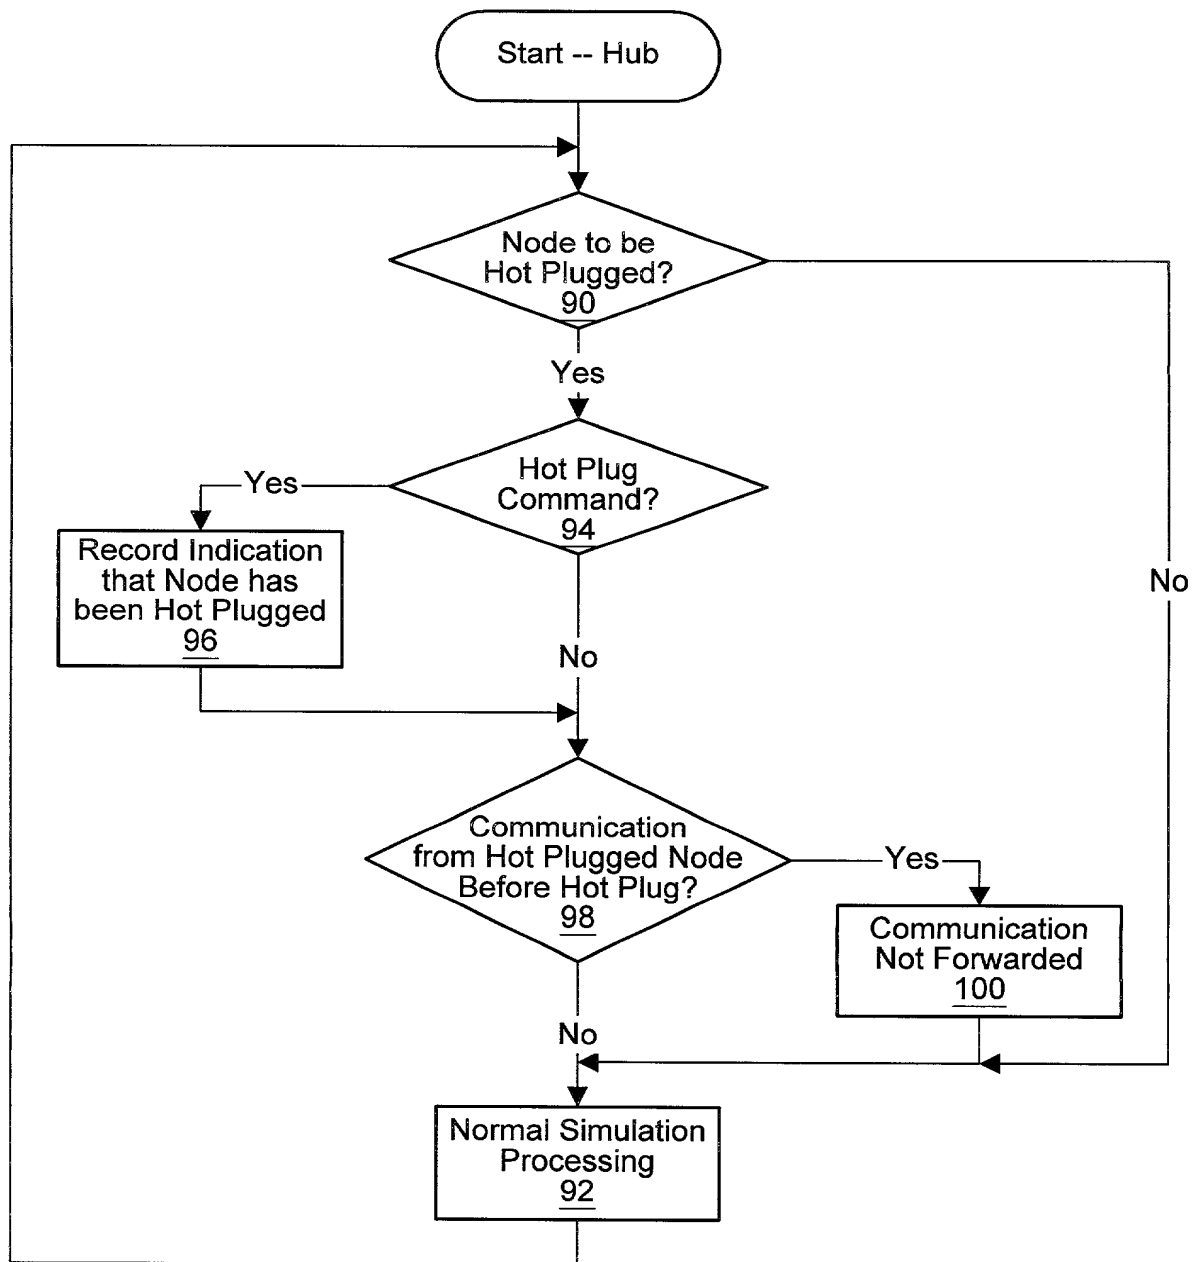 Start -- Hub
Node to be
Hot Plugged?
90
Yes
Hot Plug
Command?
94
Yes
Record Indication
that Node has
been Hot Plugged
96
No
No
Communication
from Hot Plugged Node
Before Hot Plug?
98
Yes
Communication
Not Forwarded
100
No
Normal Simulation
Processing
92